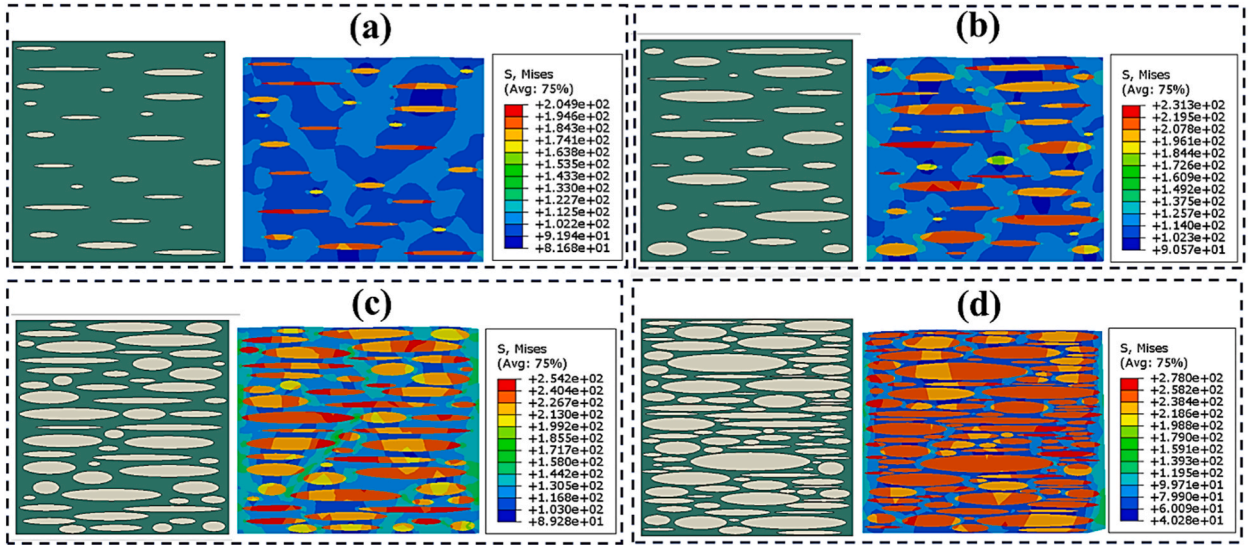 (a)
S, Mises
(Avg: 75%)
+2.049e+02
+1.946e+02
+1.843e+02
+1.741e+02
+1.638e+02
+1.535e+02
+1.433e+02
+1.330e+02
+1.227e+02
+1.125e+02
+1.022e+02
+9.194e+01
+8.168e+01
(b)
S, Mises
(Avg: 75%)
+2.313e+02
+2.195e+02
+2.078e+02
+1.961e+02
+1.844e+02
+1.726e+02
+1.609e+02
+1.492e+02
+1.375e+02
+1.257e+02
+1.140e+02
+1.023e+02
+9.057e+01
(c)
S, Mises
(Avg: 75%)
+2.542e+02
+2.404e+02
+2.267e+02
+2.130e+02
+1.992e+02
+1.855e+02
+1.717e+02
+1.580e+02
+1.442e+02
+1.305e+02
+1.168e+02
+1.030e+02
+8.928e+01
(d)
S, Mises
(Avg: 75%)
+2.780e+02
+2.582e+02
+2.384e+02
+2.186e+02
+1.988e+02
+1.790e+02
+1.591e+02
+1.393e+02
+1.195e+02
+9.971e+01
+7.990e+01
+6.009e+01
+4.028e+01